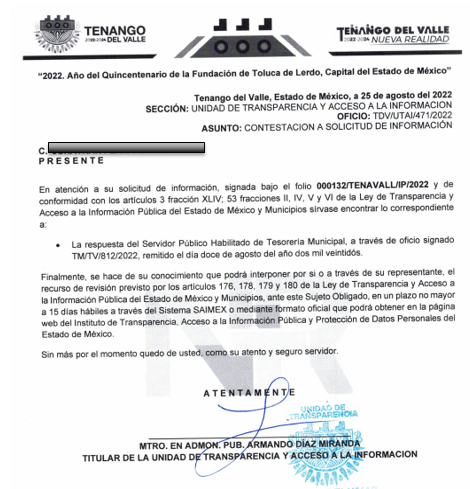 TENANGO
2022-2024 DEL VALLE
TENANGO DEL VALLE
2022-2024 NUEVA REALIDAD
"2022. Año del Quincentenario de la Fundación de Toluca de Lerdo, Capital del Estado de México"
Tenango del Valle, Estado de México, a 25 de agosto del 2022
SECCIÓN: UNIDAD DE TRANSPARENCIA Y ACCESO A LA INFORMACION
OFICIO: TDV/UTAI/471/2022
ASUNTO: CONTESTACION A SOLICITUD DE INFORMACIÓN
C.
P R E S E N T E
En atención a su solicitud de información, signada bajo el folio 000132/TENAVALL/IP/2022 y de
conformidad con los artículos 3 fracción XLIV; 53 fracciones II, IV, V y VI de la Ley de Transparencia y
Acceso a la Información Pública del Estado de México y Municipios sírvase encontrar lo correspondiente
a:
• La respuesta del Servidor Público Habilitado de Tesorería Municipal, a través de oficio signado
TM/TV/812/2022, remitido el día doce de agosto del año dos mil veintidós.
Finalmente, se hace de su conocimiento que podrá interponer por si o a través de su representante, el
recurso de revisión previsto por los artículos 176, 178, 179 y 180 de la Ley de Transparencia y Acceso a
la Información Pública del Estado de México y Municipios, ante este Sujeto Obligado, en un plazo no mayor
a 15 días hábiles a través del Sistema SAIMEX o mediante formato oficial que podrá obtener en la página
web del Instituto de Transparencia, Acceso a la Información Pública y Protección de Datos Personales del
Estado de México.
Sin más por el momento quedo de usted, como su atento y seguro servidor.
A T E N T A M E N T E
UNIDAD DE
TRANSPARENCIA
MTRO. EN ADMON. PUB. ARMANDO DÍAZ MIRANDA
TITULAR DE LA UNIDAD DE TRANSPARENCIA Y ACCESO A LA INFORMACION